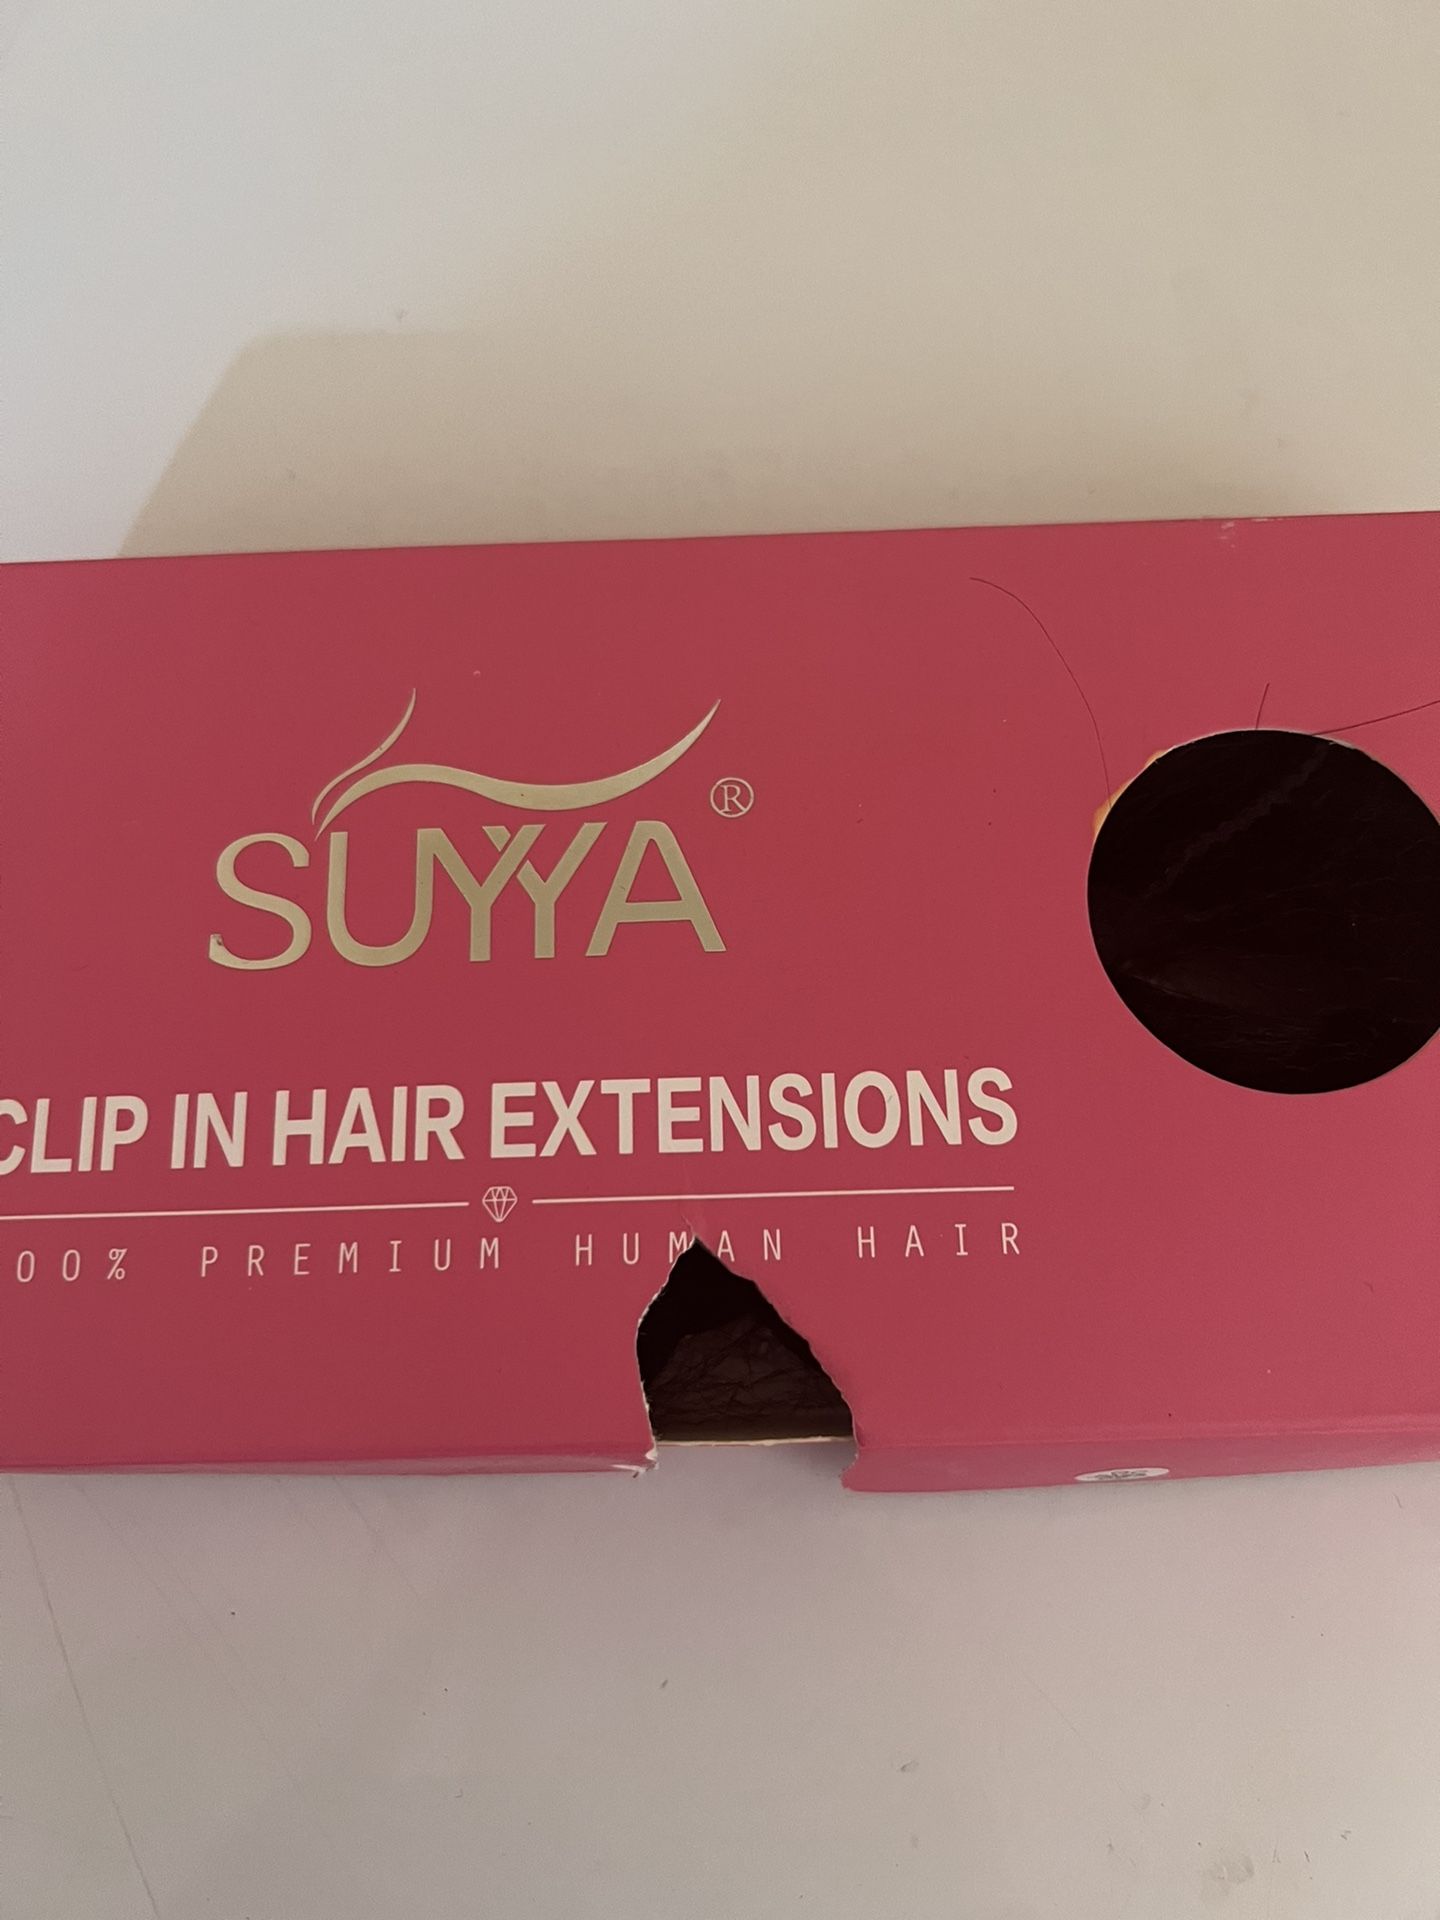 SUYYA®
CLIP IN HAIR EXTENSIONS
00% PREMIUM HUMAN HAIR